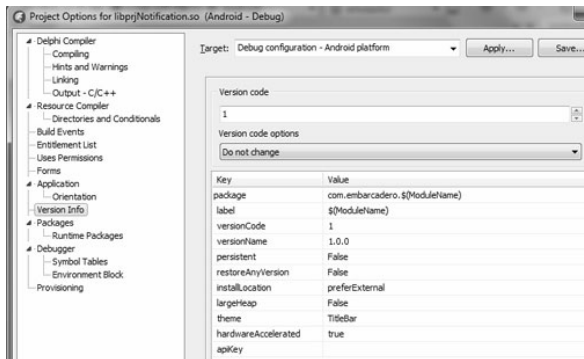 Project Options for libprjNotification.so (Android - Debug)
Delphi Compiler
Compiling
Hints and Warnings
Linking
Output - C/C++
Resource Compiler
Directories and Conditionals
Build Events
Entitlement List
Uses Permissions
Forms
Application
Orientation
Version Info
Packages
Runtime Packages
Debugger
Symbol Tables
Environment Block
Provisioning
Target: Debug configuration - Android platform
Apply...
Save...
Version code
1
Version code options
Do not change
Key Value
package com.embarcadero.$(ModuleName)
label $(ModuleName)
versionCode 1
versionName 1.0.0
persistent False
restoreAnyVersion False
installLocation preferExternal
largeHeap False
theme TitleBar
hardwareAccelerated true
apiKey